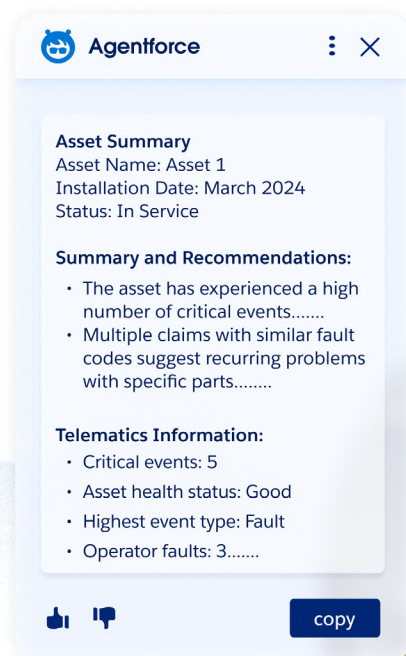 Agentforce
Asset Summary
Asset Name: Asset 1
Installation Date: March 2024
Status: In Service
Summary and Recommendations:
• The asset has experienced a high
number of critical events.......
• Multiple claims with similar fault
codes suggest recurring problems
with specific parts........
Telematics Information:
• Critical events: 5
• Asset health status: Good
• Highest event type: Fault
• Operator faults: 3.......
copy